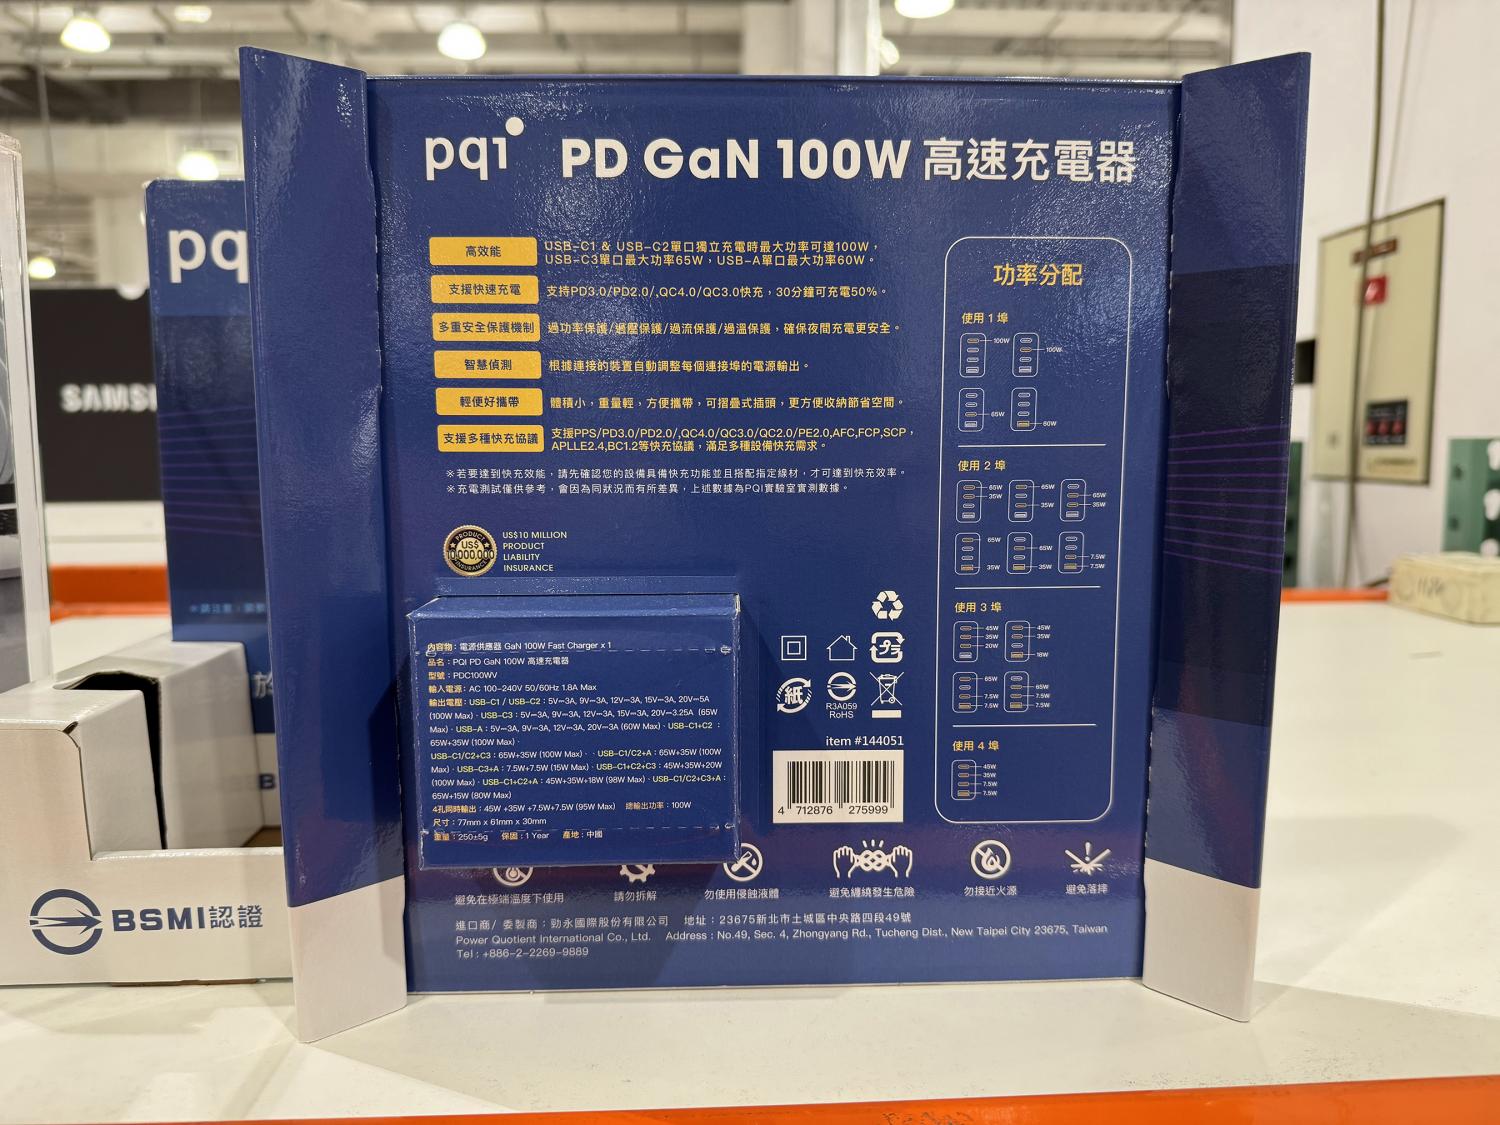 pqi PD GaN 100W 高速充電器
高效能
USB-C1 & USB-C2單口獨立充電時最大功率可達100W，
USB-C3單口最大功率65W，USB-A單口最大功率60W。
支援快速充電
支持PD3.0/PD2.0/,QC4.0/QC3.0快充，30分鐘可充電50%。
多重安全保護機制
過功率保護/過壓保護/過流保護/過溫保護，確保夜間充電更安全。
智慧偵測
根據連接的裝置自動調整每個連接埠的電源輸出。
輕便好攜帶
體積小，重量輕，方便攜帶，可摺疊式插頭，更方便收納節省空間。
支援多種快充協議
支援PPS/PD3.0/PD2.0/,QC4.0/QC3.0/QC2.0/PE2.0,AFC,FCP,SCP，
APLLE2.4,BC1.2等快充協議，滿足多種設備快充需求。
※若要達到快充效能，請先確認您的設備具備快充功能並且搭配指定線材，才可達到快充效率。
※充電測試僅供參考，會因為同狀況而有所差異，上述數據為PQI實驗室實測數據。
PRODUCT
US$
10,000,000
INSURANCE
US$10 MILLION
PRODUCT
LIABILITY
INSURANCE
內容物：電源供應器 GaN 100W Fast Charger x 1
品名：PQI PD GaN 100W 高速充電器
型號：PDC100WV
輸入電源：AC 100-240V 50/60Hz 1.8A Max
輸出電壓：USB-C1 / USB-C2：5V⎓3A, 9V⎓3A, 12V⎓3A, 15V⎓3A, 20V⎓5A
(100W Max)、USB-C3：5V⎓3A, 9V⎓3A, 12V⎓3A, 15V⎓3A, 20V⎓3.25A (65W
Max)、USB-A：5V⎓3A, 9V⎓3A, 12V⎓3A, 20V⎓3A (60W Max)、USB-C1+C2：
65W+35W (100W Max)、
USB-C1/C2+C3：65W+35W (100W Max)、、USB-C1/C2+A：65W+35W (100W
Max)、USB-C3+A：7.5W+7.5W (15W Max)、USB-C1+C2+C3：45W+35W+20W
(100W Max)、USB-C1+C2+A：45W+35W+18W (98W Max)、USB-C1/C2+C3+A：
65W+15W (80W Max)
4孔同時輸出：45W +35W +7.5W+7.5W (95W Max) 總輸出功率：100W
尺寸：77mm x 61mm x 30mm
重量：250±5g 保固：1 Year 產地：中國
紙
プラ
R3A059
RoHS
item #144051
4 712876 275999
功率分配
使用 1 埠
100W
100W
65W
60W
使用 2 埠
65W
35W
65W
35W
65W
35W
65W
35W
65W
35W
7.5W
7.5W
使用 3 埠
45W
35W
20W
45W
35W
18W
65W
7.5W
7.5W
65W
7.5W
7.5W
使用 4 埠
45W
35W
7.5W
7.5W
避免在極端溫度下使用
請勿拆解
勿使用侵蝕液體
避免纏繞發生危險
勿接近火源
避免落摔
進口商/ 委製商：勁永國際股份有限公司 地址：23675新北市土城區中央路四段49號
Power Quotient International Co., Ltd. Address : No.49, Sec. 4, Zhongyang Rd., Tucheng Dist., New Taipei City 23675, Taiwan
Tel : +886-2-2269-9889
pq
SAMS
BSMI認證